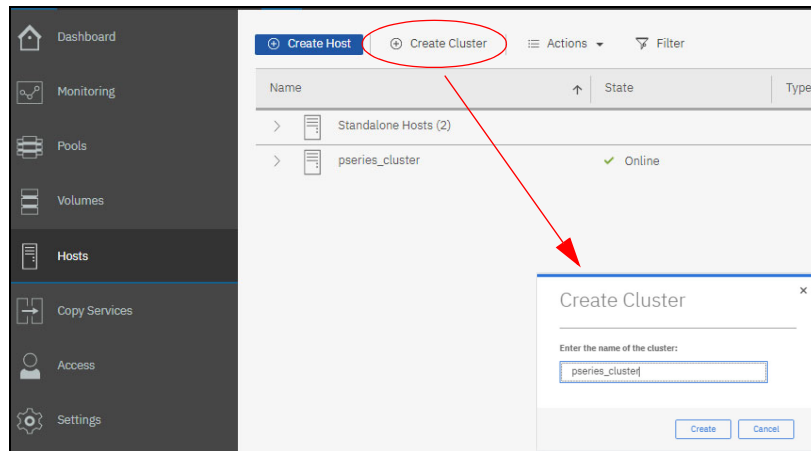 Dashboard
Monitoring
Pools
Volumes
Hosts
Copy Services
Access
Settings
Create Host
Create Cluster
Actions
Filter
Name
State
Type
Standalone Hosts (2)
pseries_cluster
Online
Create Cluster
Enter the name of the cluster:
pseries_cluster
Create
Cancel